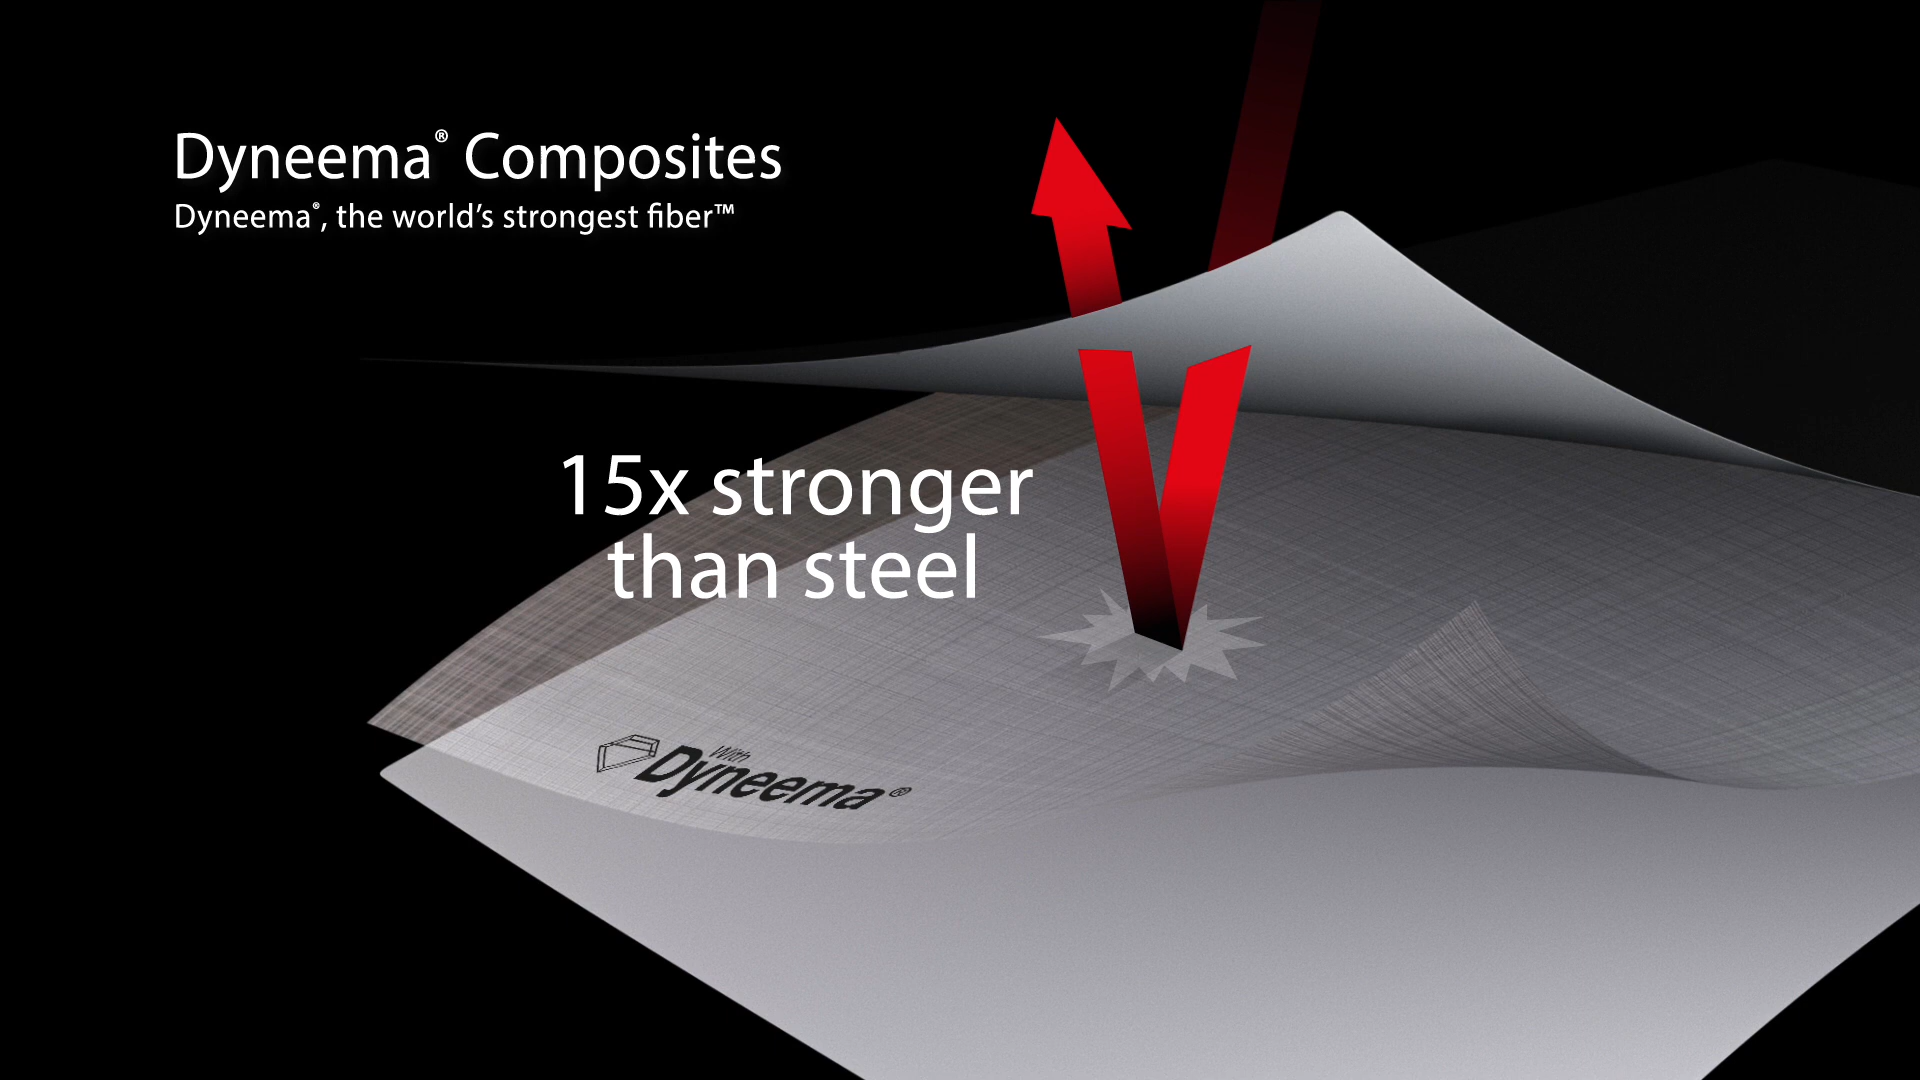 Dyneema® Composites
Dyneema®, the world's strongest fiber™
15x stronger
than steel
With
Dyneema®